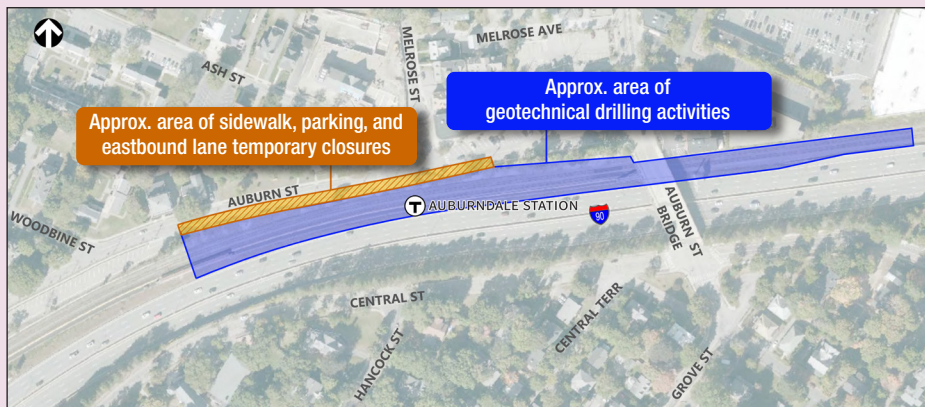 MELROSE AVE
MELROSE ST
ASH ST
Approx. area of
geotechnical drilling activities
Approx. area of sidewalk, parking, and
eastbound lane temporary closures
AUBURN ST
WOODBINE ST
T AUBURNDALE STATION
90
AUBURN ST
BRIDGE
CENTRAL ST
HANCOCK ST
CENTRAL TERR
GROVE ST